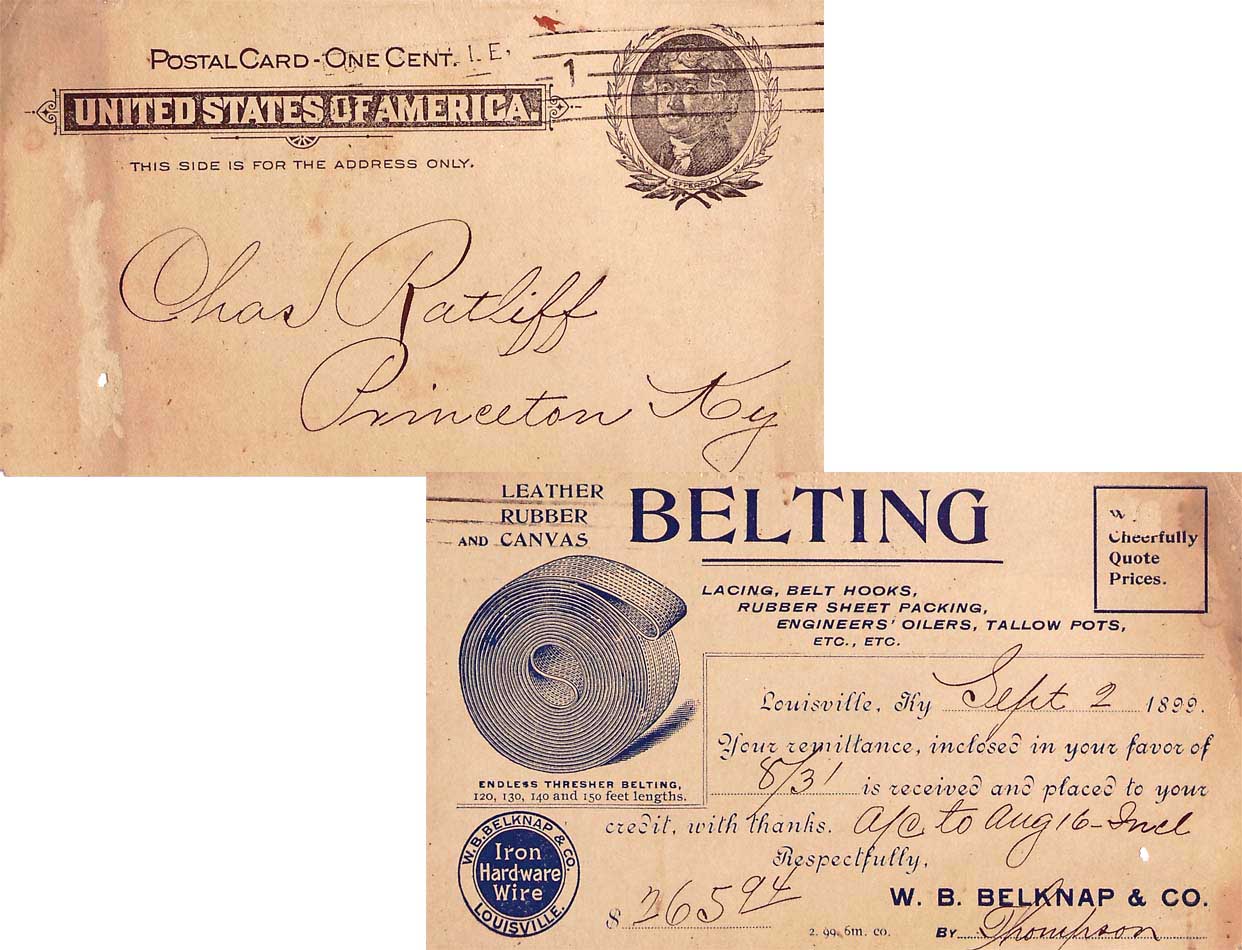 POSTAL CARD - ONE CENT.
UNITED STATES OF AMERICA.
THIS SIDE IS FOR THE ADDRESS ONLY.
1
JEFFERSON
Chas Ratliff
Princeton Ky
LEATHER
RUBBER
AND CANVAS
BELTING
Cheerfully
Quote
Prices.
LACING, BELT HOOKS,
RUBBER SHEET PACKING,
ENGINEERS' OILERS, TALLOW POTS,
ETC., ETC.
ENDLESS THRESHER BELTING,
120, 130, 140 and 150 feet lengths.
Louisville, Ky Sept 2 1899.
Your remittance, inclosed in your favor of
8/31 is received and placed to your
credit, with thanks. a/c to Aug 16 - Incl
Respectfully,
$ 26594
W. B. BELKNAP & CO.
BY Thompson
2. 99. 6m. co.
W. B. BELKNAP & CO.
Iron
Hardware
Wire
LOUISVILLE.